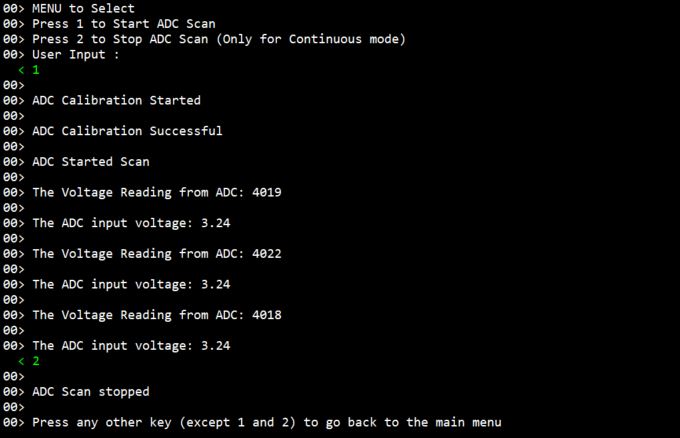 00> MENU to Select
00> Press 1 to Start ADC Scan
00> Press 2 to Stop ADC Scan (Only for Continuous mode)
00> User Input :
< 1
00>
00> ADC Calibration Started
00>
00> ADC Calibration Successful
00>
00> ADC Started Scan
00>
00> The Voltage Reading from ADC: 4019
00>
00> The ADC input voltage: 3.24
00>
00> The Voltage Reading from ADC: 4022
00>
00> The ADC input voltage: 3.24
00>
00> The Voltage Reading from ADC: 4018
00>
00> The ADC input voltage: 3.24
< 2
00>
00> ADC Scan stopped
00>
00> Press any other key (except 1 and 2) to go back to the main menu